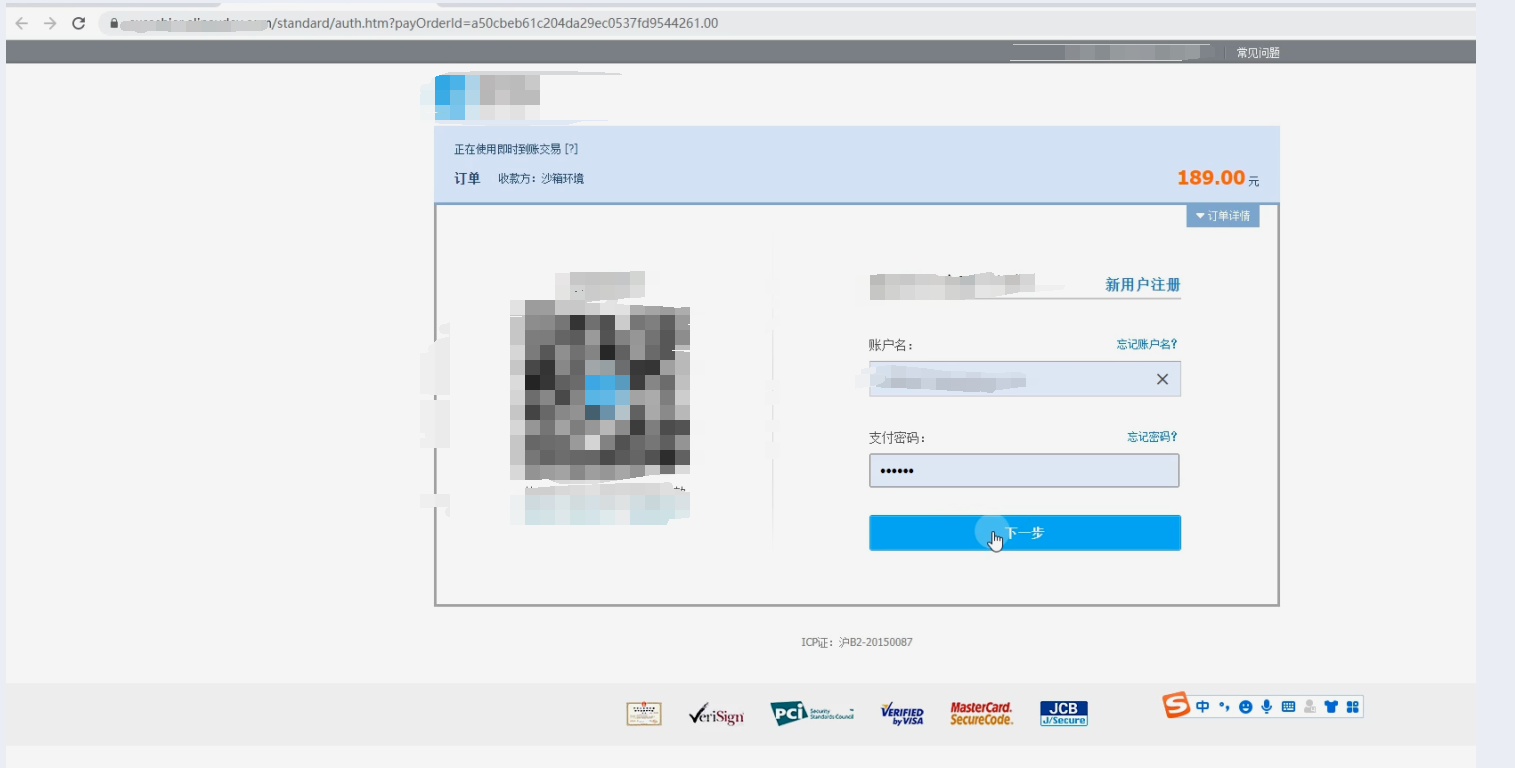 /standard/auth.htm?payOrderId=a50cbeb61c204da29ec0537fd9544261.00
常见问题
正在使用即时到账交易 [?]
订单 收款方：沙箱环境
189.00 元
订单详情
新用户注册
账户名：
忘记账户名?
支付密码：
忘记密码?
••••••
下一步
ICP证：沪B2-20150087
VeriSign
PCI Security Standards Council
VERIFIED by VISA
MasterCard. SecureCode.
JCB J/Secure
中